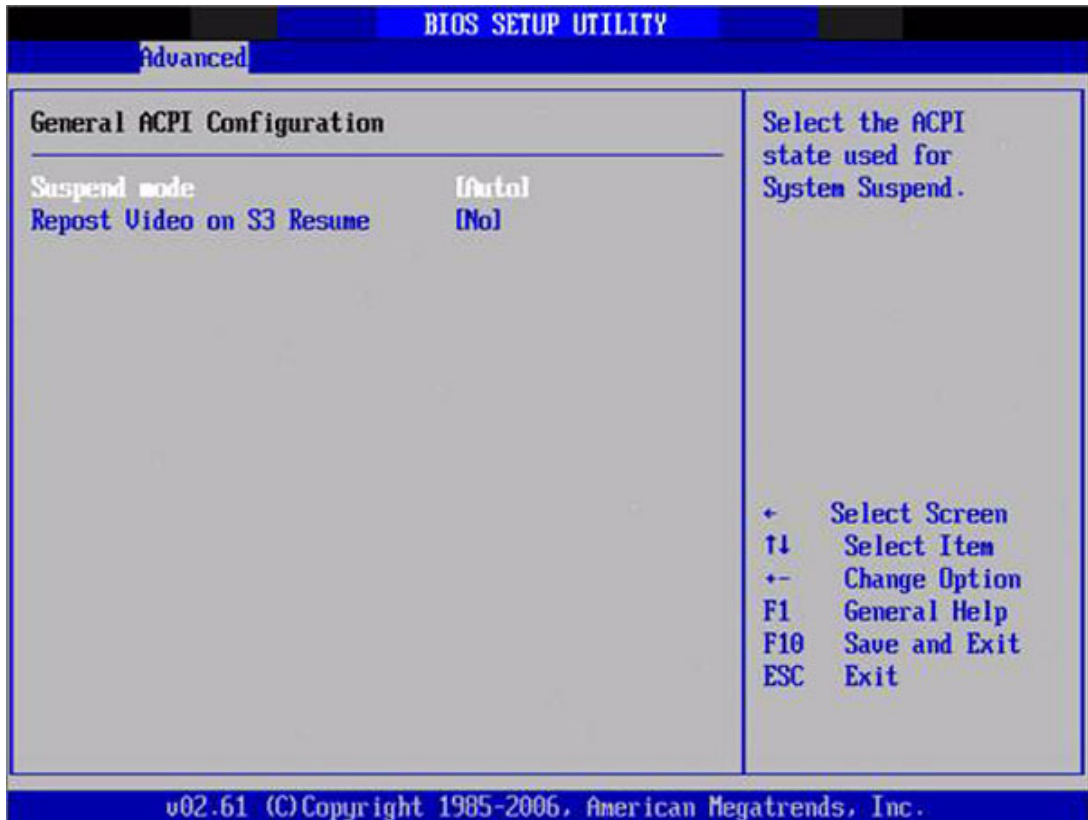 BIOS SETUP UTILITY
Advanced
General ACPI Configuration
Suspend mode [Auto]
Repost Video on S3 Resume [No]
Select the ACPI
state used for
System Suspend.
← Select Screen
↑↓ Select Item
+- Change Option
F1 General Help
F10 Save and Exit
ESC Exit
v02.61 (C)Copyright 1985-2006, American Megatrends, Inc.